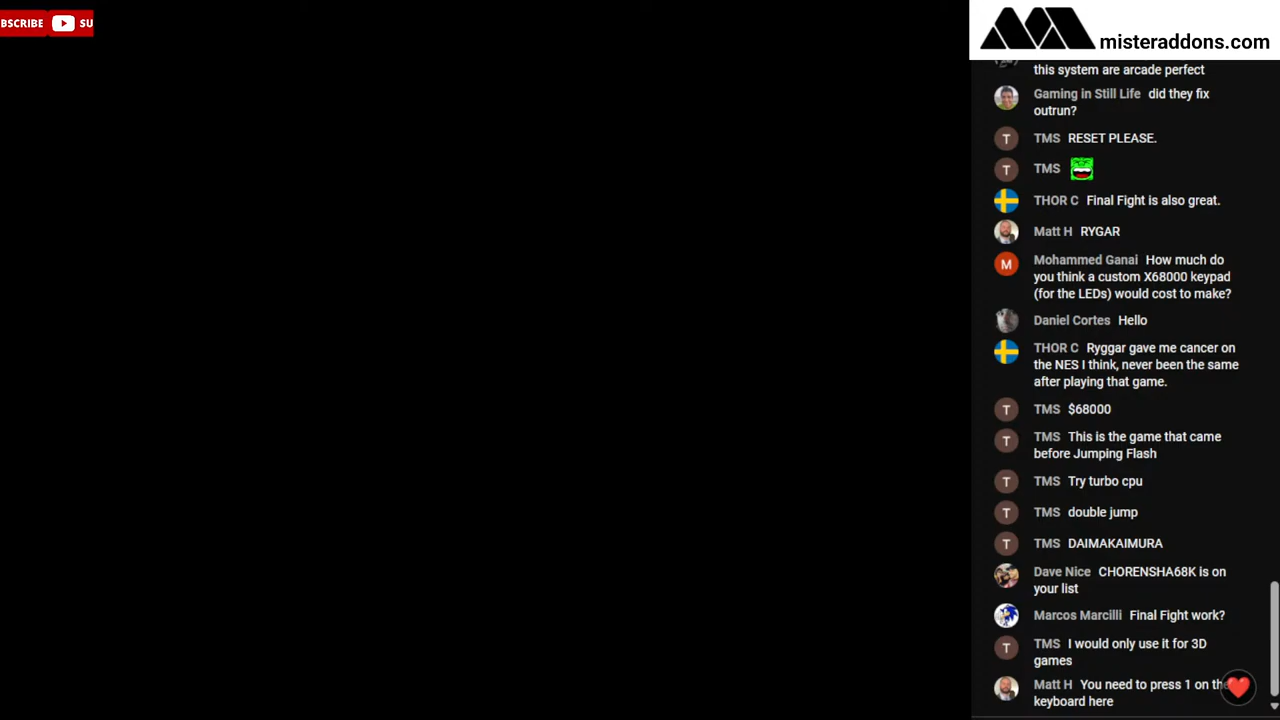 BSCRIBE SU
misteraddons.com
this system are arcade perfect
Gaming in Still Life did they fix
outrun?
TMS RESET PLEASE.
TMS
THOR C Final Fight is also great.
Matt H RYGAR
Mohammed Ganai How much do
you think a custom X68000 keypad
(for the LEDs) would cost to make?
Daniel Cortes Hello
THOR C Ryggar gave me cancer on
the NES I think, never been the same
after playing that game.
TMS $68000
TMS This is the game that came
before Jumping Flash
TMS Try turbo cpu
TMS double jump
TMS DAIMAKAIMURA
Dave Nice CHORENSHA68K is on
your list
Marcos Marcilli Final Fight work?
TMS I would only use it for 3D
games
Matt H You need to press 1 on the
keyboard here